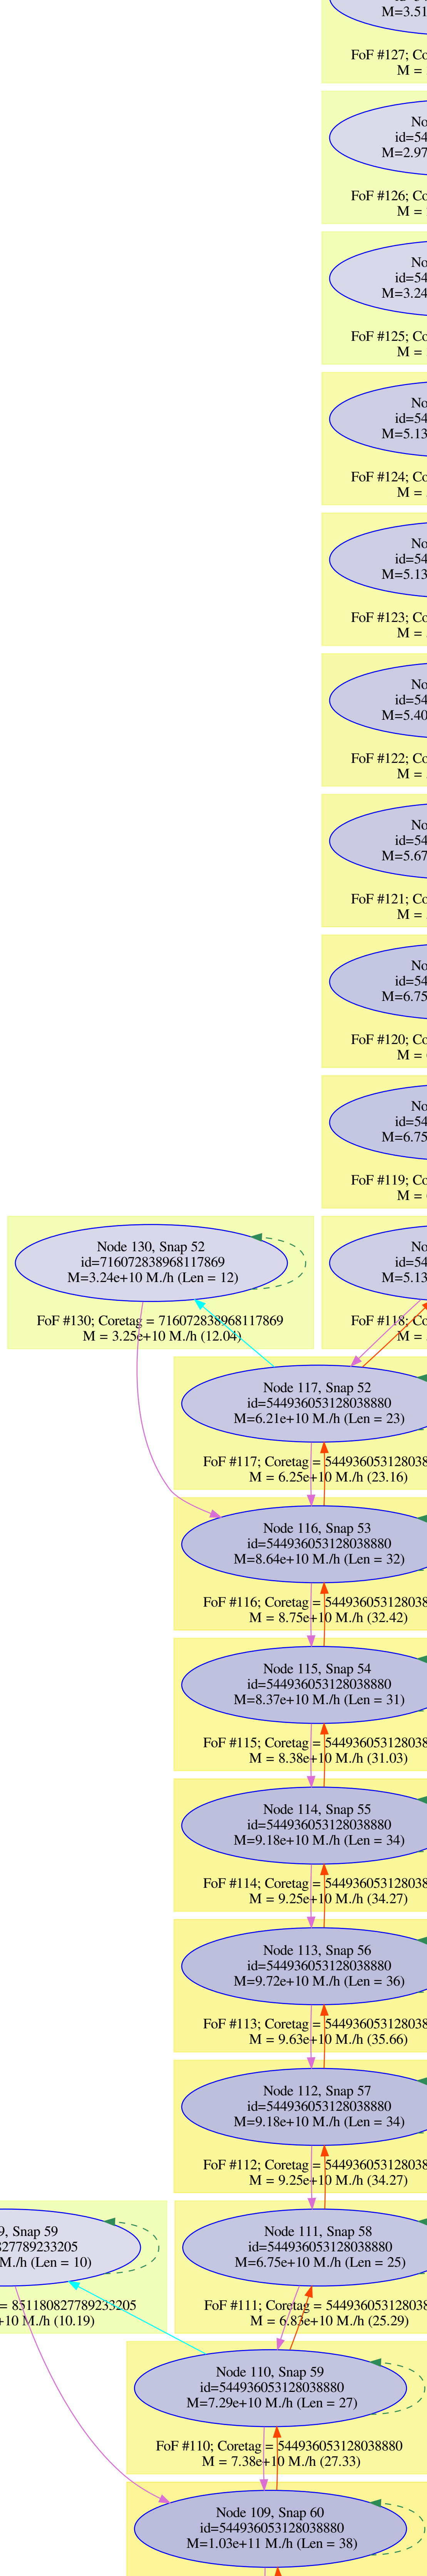 M=3.51
FoF #127; Co
M =
No
id=54
M=2.97
FoF #126; Co
M =
No
id=54
M=3.24
FoF #125; Co
M =
No
id=54
M=5.13
FoF #124; Co
M =
No
id=54
M=5.13
FoF #123; Co
M =
No
id=54
M=5.40
FoF #122; Co
M =
No
id=54
M=5.67
FoF #121; Co
M =
No
id=54
M=6.75
FoF #120; Co
M =
No
id=54
M=6.75
FoF #119; Co
M =
Node 130, Snap 52
id=716072838968117869
M=3.24e+10 M./h (Len = 12)
FoF #130; Coretag = 716072838968117869
M = 3.25e+10 M./h (12.04)
No
id=54
M=5.13
FoF #118; Co
M =
Node 117, Snap 52
id=544936053128038880
M=6.21e+10 M./h (Len = 23)
FoF #117; Coretag = 5449360531280388
M = 6.25e+10 M./h (23.16)
Node 116, Snap 53
id=544936053128038880
M=8.64e+10 M./h (Len = 32)
FoF #116; Coretag = 5449360531280388
M = 8.75e+10 M./h (32.42)
Node 115, Snap 54
id=544936053128038880
M=8.37e+10 M./h (Len = 31)
FoF #115; Coretag = 5449360531280388
M = 8.38e+10 M./h (31.03)
Node 114, Snap 55
id=544936053128038880
M=9.18e+10 M./h (Len = 34)
FoF #114; Coretag = 5449360531280388
M = 9.25e+10 M./h (34.27)
Node 113, Snap 56
id=544936053128038880
M=9.72e+10 M./h (Len = 36)
FoF #113; Coretag = 5449360531280388
M = 9.63e+10 M./h (35.66)
Node 112, Snap 57
id=544936053128038880
M=9.18e+10 M./h (Len = 34)
FoF #112; Coretag = 5449360531280388
M = 9.25e+10 M./h (34.27)
9, Snap 59
827789233205
M./h (Len = 10)
= 851180827789233205
+10 M./h (10.19)
Node 111, Snap 58
id=544936053128038880
M=6.75e+10 M./h (Len = 25)
FoF #111; Coretag = 5449360531280388
M = 6.83e+10 M./h (25.29)
Node 110, Snap 59
id=544936053128038880
M=7.29e+10 M./h (Len = 27)
FoF #110; Coretag = 544936053128038880
M = 7.38e+10 M./h (27.33)
Node 109, Snap 60
id=544936053128038880
M=1.03e+11 M./h (Len = 38)